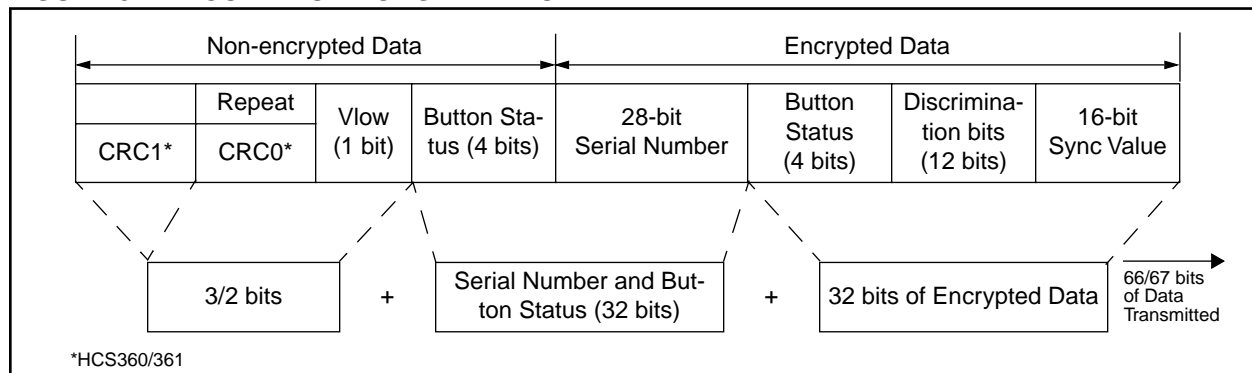 Non-encrypted Data
Encrypted Data
Repeat
CRC1*
CRC0*
Vlow
(1 bit)
Button Sta-
tus (4 bits)
28-bit
Serial Number
Button
Status
(4 bits)
Discrimina-
tion bits
(12 bits)
16-bit
Sync Value
3/2 bits
+
Serial Number and But-
ton Status (32 bits)
+
32 bits of Encrypted Data
66/67 bits
of Data
Transmitted
*HCS360/361